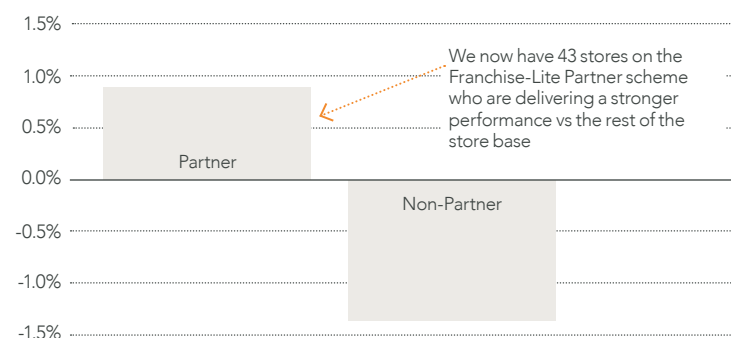 1.5%
We now have 43 stores on the
1.0%
Franchise-Lite Partner scheme
who are delivering a stronger
0.5%
performance vs the rest of the
store base
Partner
0.0%
Non-Partner
-0.5%
-1.0%
-1.5%